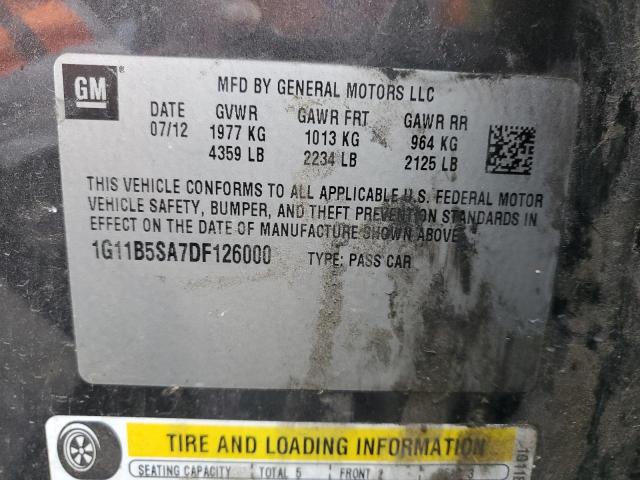 GM
MFD BY GENERAL MOTORS LLC
DATE GVWR GAWR FRT GAWR RR
07/12 1977 KG 1013 KG 964 KG
4359 LB 2234 LB 2125 LB
THIS VEHICLE CONFORMS TO ALL APPLICABLE U.S. FEDERAL MOTOR
VEHICLE SAFETY, BUMPER, AND THEFT PREVENTION STANDARDS IN
EFFECT ON THE DATE OF MANUFACTURE SHOWN ABOVE.
1G11B5SA7DF126000 TYPE: PASS CAR
TIRE AND LOADING INFORMATION
SEATING CAPACITY TOTAL 5 FRONT 2 3